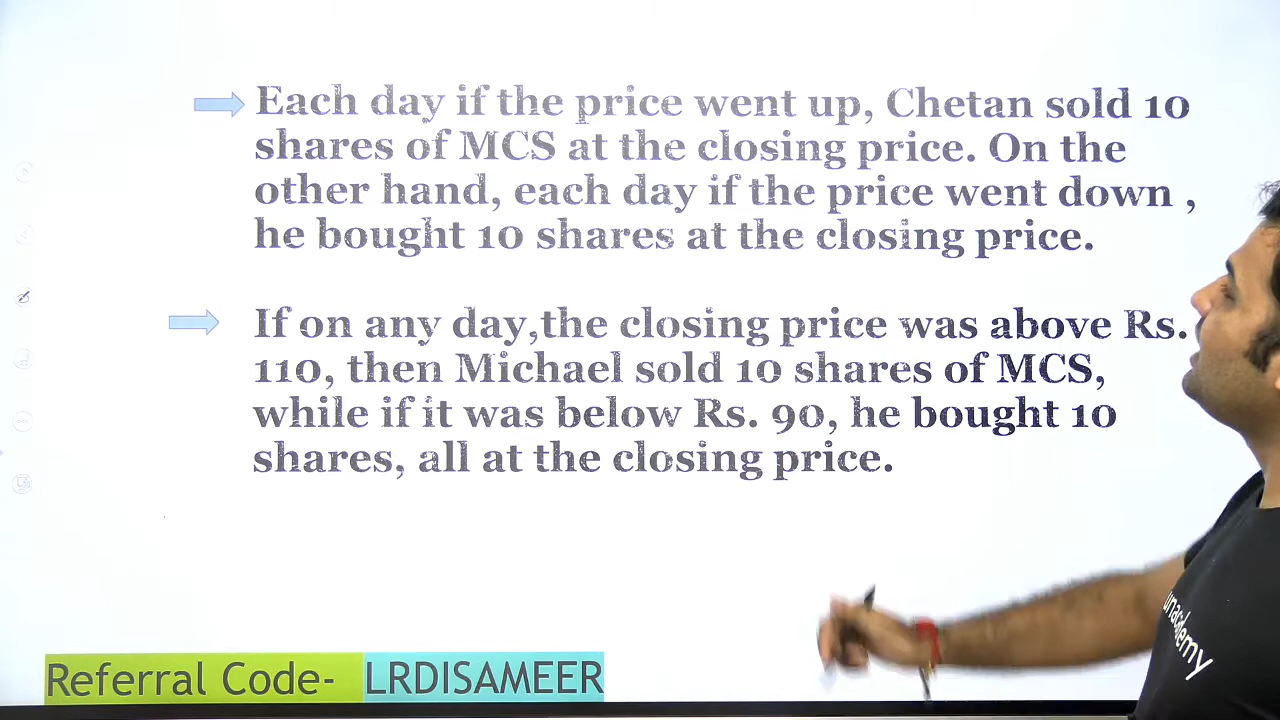 Each day if the price went up, Chetan sold 10
shares of MCS at the closing price. On the
other hand, each day if the price went down ,
he bought 10 shares at the closing price.
If on any day,the closing price was above Rs.
110, then Michael sold 10 shares of MCS,
while if it was below Rs. 90, he bought 10
shares, all at the closing price.
Referral Code- LRDISAMEER
unacademy